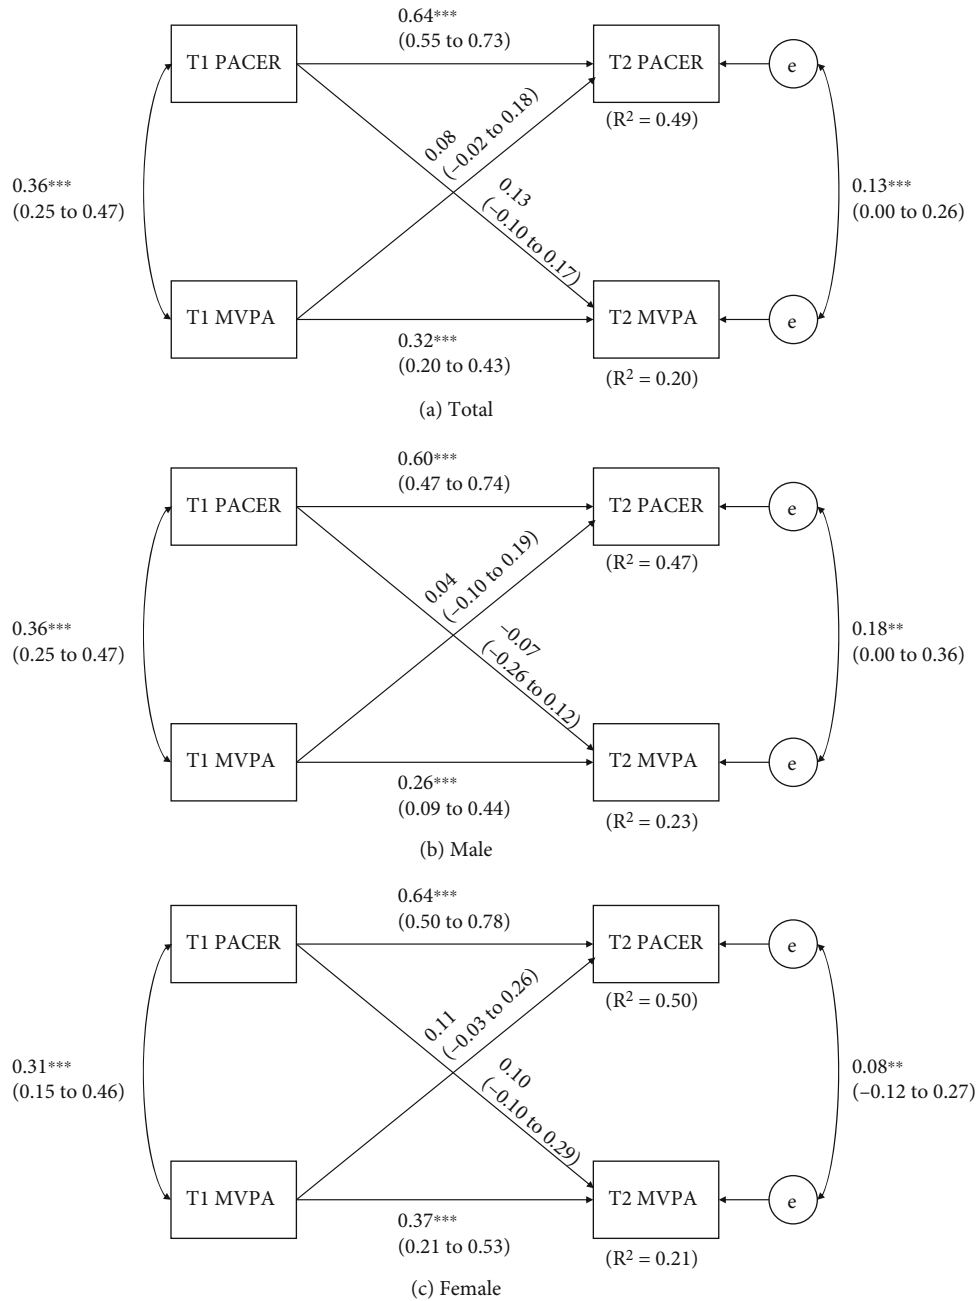 0.64***
(0.55 to 0.73)
T1 PACER
T2 PACER
e
(R² = 0.49)
0.08
(–0.02 to 0.18)
0.36***
(0.25 to 0.47)
0.13
(–0.10 to 0.17)
0.13***
(0.00 to 0.26)
T1 MVPA
T2 MVPA
e
0.32***
(0.20 to 0.43)
(R² = 0.20)
(a) Total
0.60***
(0.47 to 0.74)
T1 PACER
T2 PACER
e
(R² = 0.47)
0.04
(–0.10 to 0.19)
0.36***
(0.25 to 0.47)
–0.07
(–0.26 to 0.12)
0.18**
(0.00 to 0.36)
T1 MVPA
T2 MVPA
e
0.26***
(0.09 to 0.44)
(R² = 0.23)
(b) Male
0.64***
(0.50 to 0.78)
T1 PACER
T2 PACER
e
(R² = 0.50)
0.11
(–0.03 to 0.26)
0.31***
(0.15 to 0.46)
0.10
(–0.10 to 0.29)
0.08**
(–0.12 to 0.27)
T1 MVPA
T2 MVPA
e
0.37***
(0.21 to 0.53)
(R² = 0.21)
(c) Female